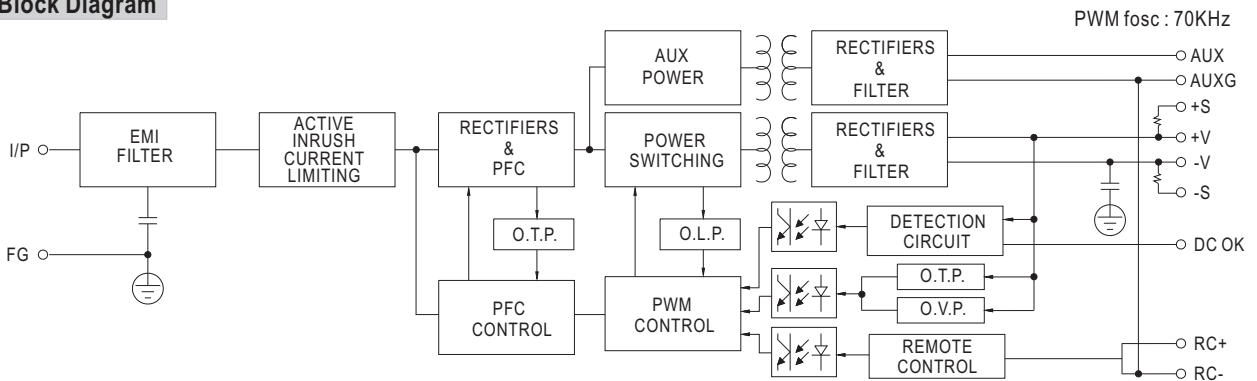 Block Diagram
PWM fosc : 70KHz
AUX
POWER
RECTIFIERS
&
FILTER
AUX
AUXG
+S
I/P
EMI
FILTER
ACTIVE
INRUSH
CURRENT
LIMITING
RECTIFIERS
&
PFC
POWER
SWITCHING
RECTIFIERS
&
FILTER
+V
-V
-S
O.T.P.
O.L.P.
DETECTION
CIRCUIT
DC OK
FG
PFC
CONTROL
PWM
CONTROL
O.T.P.
O.V.P.
REMOTE
CONTROL
RC+
RC-